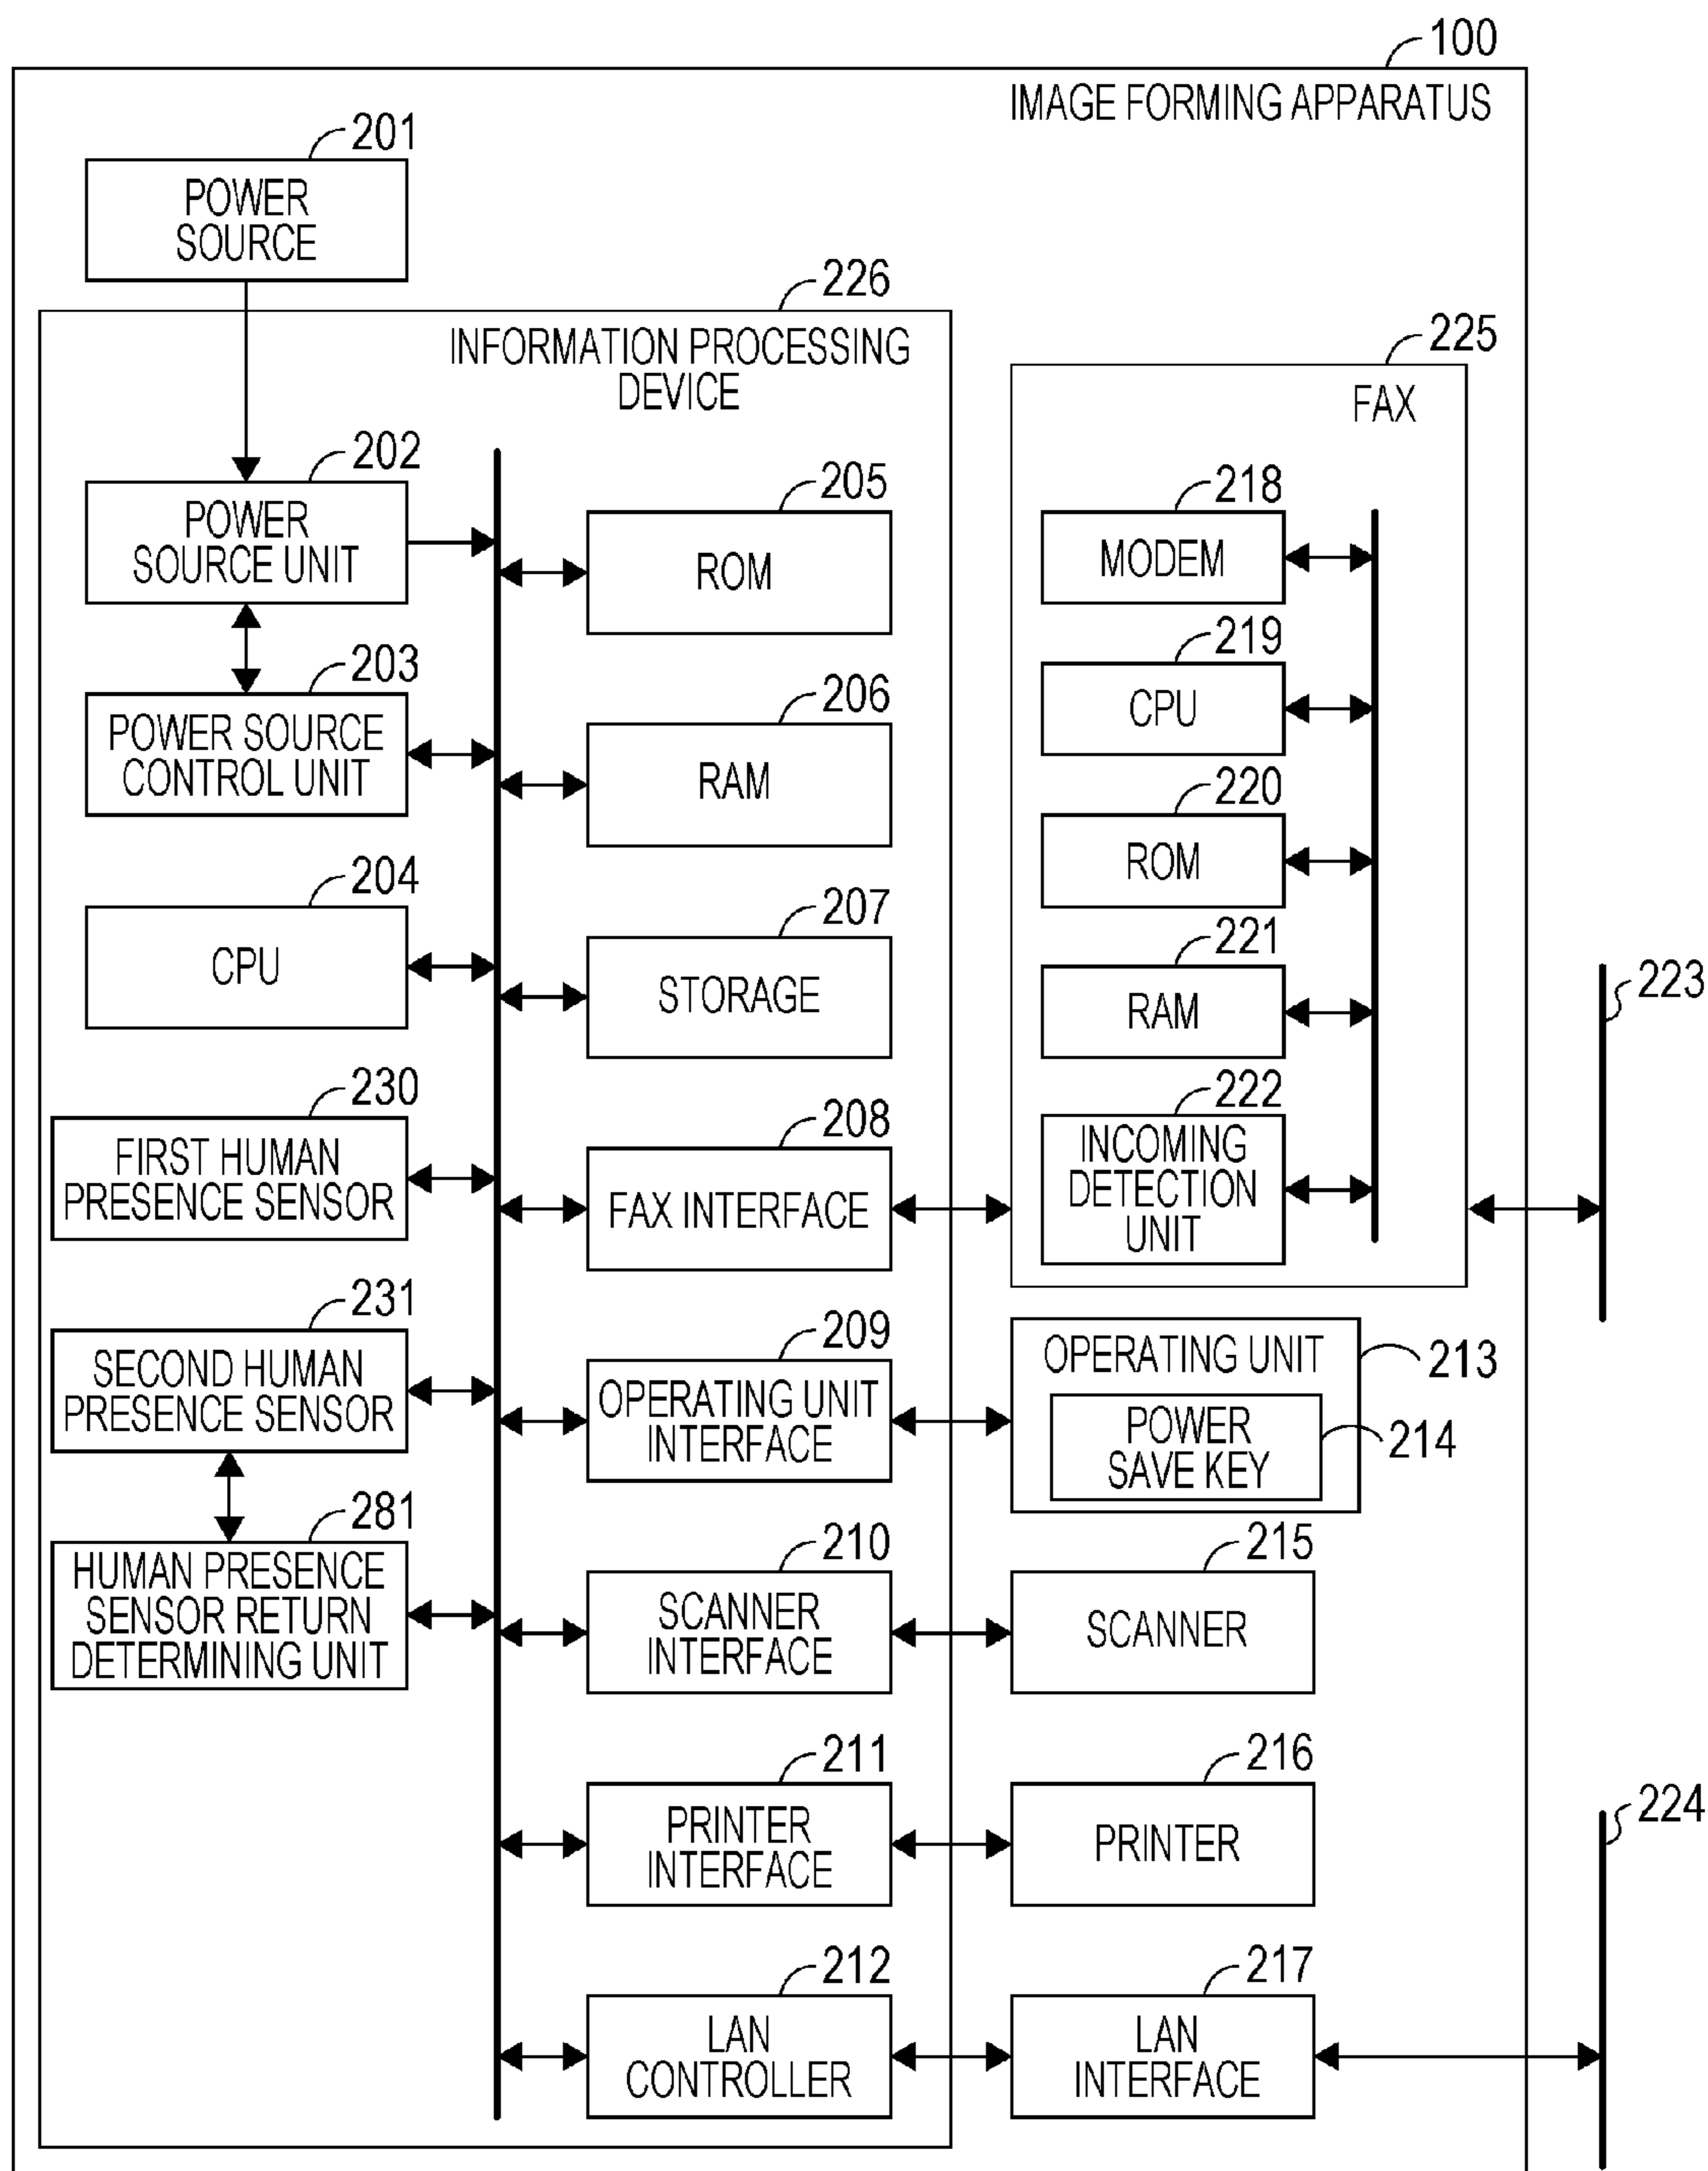 100
IMAGE FORMING APPARATUS
201
POWER
SOURCE
226
INFORMATION PROCESSING
DEVICE
225
FAX
202
POWER
SOURCE UNIT
205
ROM
218
MODEM
203
POWER SOURCE
CONTROL UNIT
206
RAM
219
CPU
220
ROM
204
CPU
207
STORAGE
221
RAM
223
230
FIRST HUMAN
PRESENCE SENSOR
208
FAX INTERFACE
222
INCOMING
DETECTION
UNIT
231
SECOND HUMAN
PRESENCE SENSOR
209
OPERATING UNIT
INTERFACE
OPERATING UNIT
213
POWER
SAVE KEY
214
281
HUMAN PRESENCE
SENSOR RETURN
DETERMINING UNIT
210
SCANNER
INTERFACE
215
SCANNER
211
PRINTER
INTERFACE
216
PRINTER
224
212
LAN
CONTROLLER
217
LAN
INTERFACE